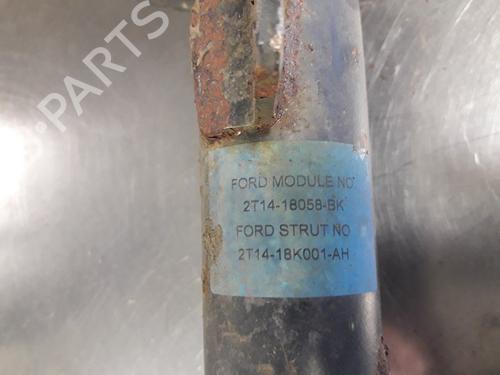 B-PARTS
FORD MODULE NO
2T14-18058-BK
FORD STRUT NO
2T14-18K001-AH